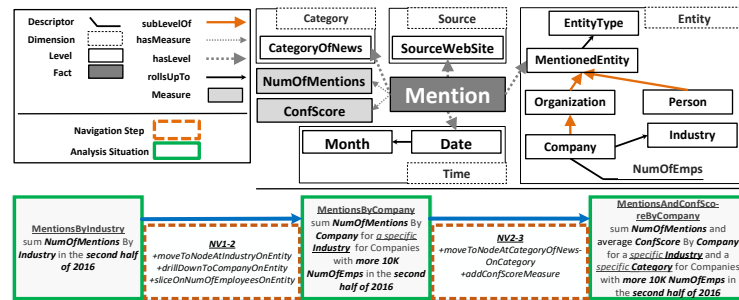 Descriptor
Dimension
Level
Fact
subLevelOf
hasMeasure
hasLevel
rollsUpTo
Measure
Navigation Step
Analysis Situation
Category
CategoryOfNews
Source
SourceWebSite
NumOfMentions
ConfScore
Mention
Month
Date
Time
Entity
EntityType
MentionedEntity
Organization
Person
Company
Industry
NumOfEmps
MentionsByIndustry
sum NumOfMentions By
Industry in the second half
of 2016
NV1-2
+moveToNodeAtIndustryOnEntity
+drillDownToCompanyOnEntity
+sliceOnNumOfEmployeesOnEntity
MentionsByCompany
sum NumOfMentions By
Company for a specific
Industry for Companies
with more 10K
NumOfEmps in the second
half of 2016
NV2-3
+moveToNodeAtCategoryOfNews-
OnCategory
+addConfScoreMeasure
MentionsAndConfSco-
reByCompany
sum NumOfMentions and
average ConfScore By Company
for a specific Industry and a
specific Category for Companies
with more 10K NumOfEmps in
the second half of 2016